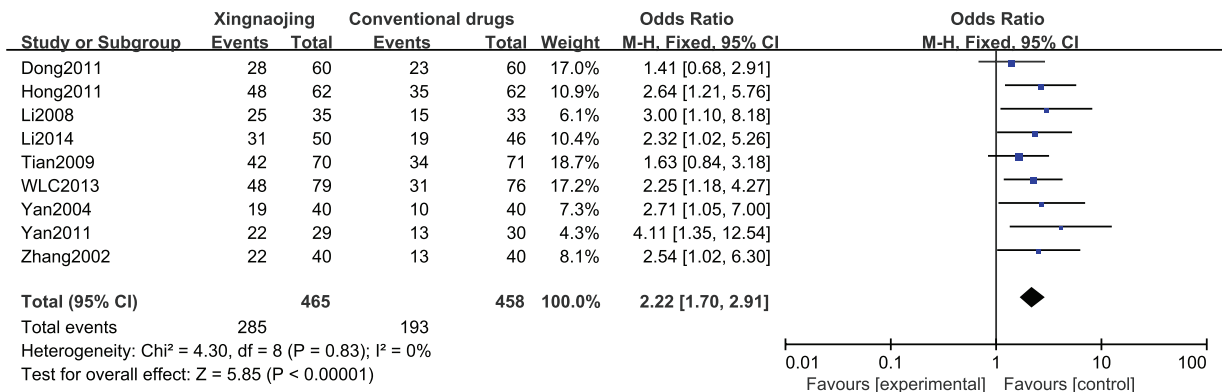 Xingnaojing Conventional drugs Odds Ratio Odds Ratio
Study or Subgroup Events Total Events Total Weight M-H, Fixed, 95% CI M-H, Fixed, 95% CI
Dong2011 28 60 23 60 17.0% 1.41 [0.68, 2.91]
Hong2011 48 62 35 62 10.9% 2.64 [1.21, 5.76]
Li2008 25 35 15 33 6.1% 3.00 [1.10, 8.18]
Li2014 31 50 19 46 10.4% 2.32 [1.02, 5.26]
Tian2009 42 70 34 71 18.7% 1.63 [0.84, 3.18]
WLC2013 48 79 31 76 17.2% 2.25 [1.18, 4.27]
Yan2004 19 40 10 40 7.3% 2.71 [1.05, 7.00]
Yan2011 22 29 13 30 4.3% 4.11 [1.35, 12.54]
Zhang2002 22 40 13 40 8.1% 2.54 [1.02, 6.30]
Total (95% CI) 465 458 100.0% 2.22 [1.70, 2.91]
Total events 285 193
Heterogeneity: Chi² = 4.30, df = 8 (P = 0.83); I² = 0%
Test for overall effect: Z = 5.85 (P < 0.00001)
0.01 0.1 1 10 100
Favours [experimental] Favours [control]